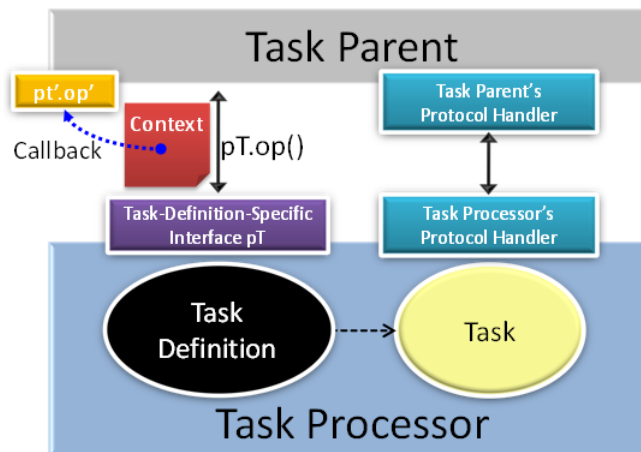 Task Parent
pt'.op'
Context
Callback
pT.op()
Task Parent's
Protocol Handler
Task-Definition-Specific
Interface pT
Task Processor's
Protocol Handler
Task
Definition
Task
Task Processor